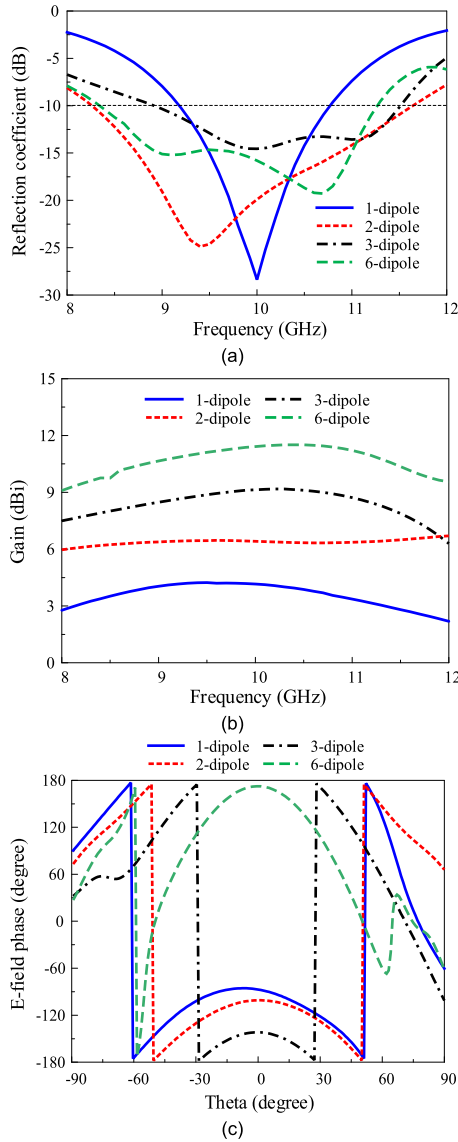 0
-5
-10
-15
-20
-25
-30
Reflection coefficient (dB)
1-dipole
2-dipole
3-dipole
6-dipole
8 9 10 11 12
Frequency (GHz)
(a)
15
12
9
6
3
0
Gain (dBi)
1-dipole 3-dipole
2-dipole 6-dipole
8 9 10 11 12
Frequency (GHz)
(b)
1-dipole 3-dipole
2-dipole 6-dipole
180
120
60
0
-60
-120
-180
E-field phase (degree)
-90 -60 -30 0 30 60 90
Theta (degree)
(c)